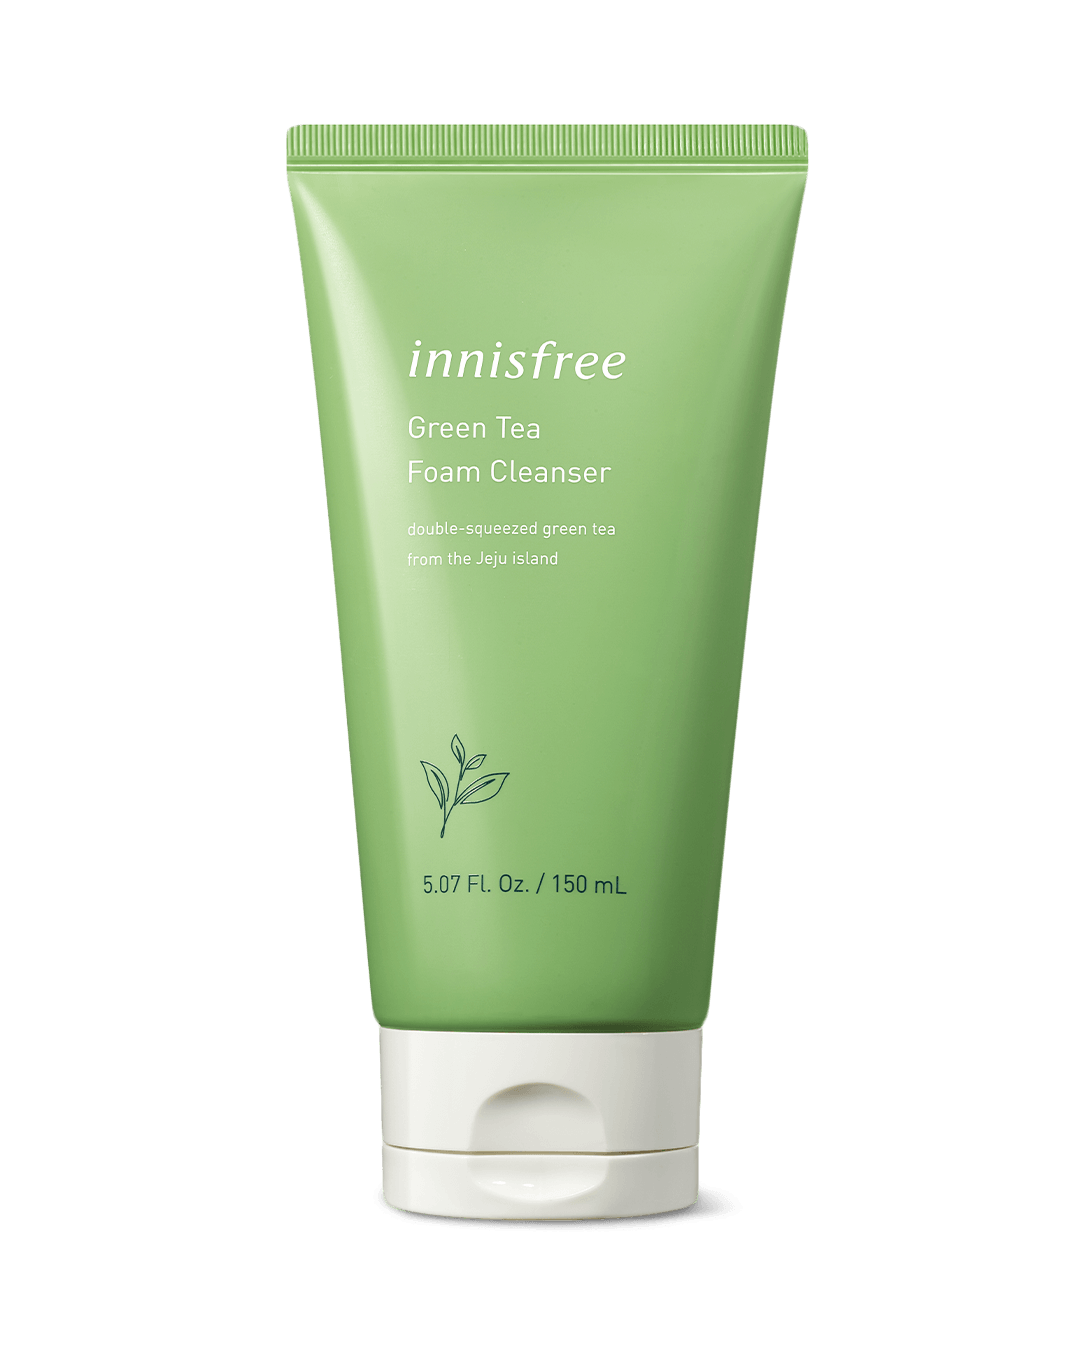 innisfree
Green Tea
Foam Cleanser
double-squeezed green tea
from the Jeju island
5.07 Fl. Oz. / 150 mL